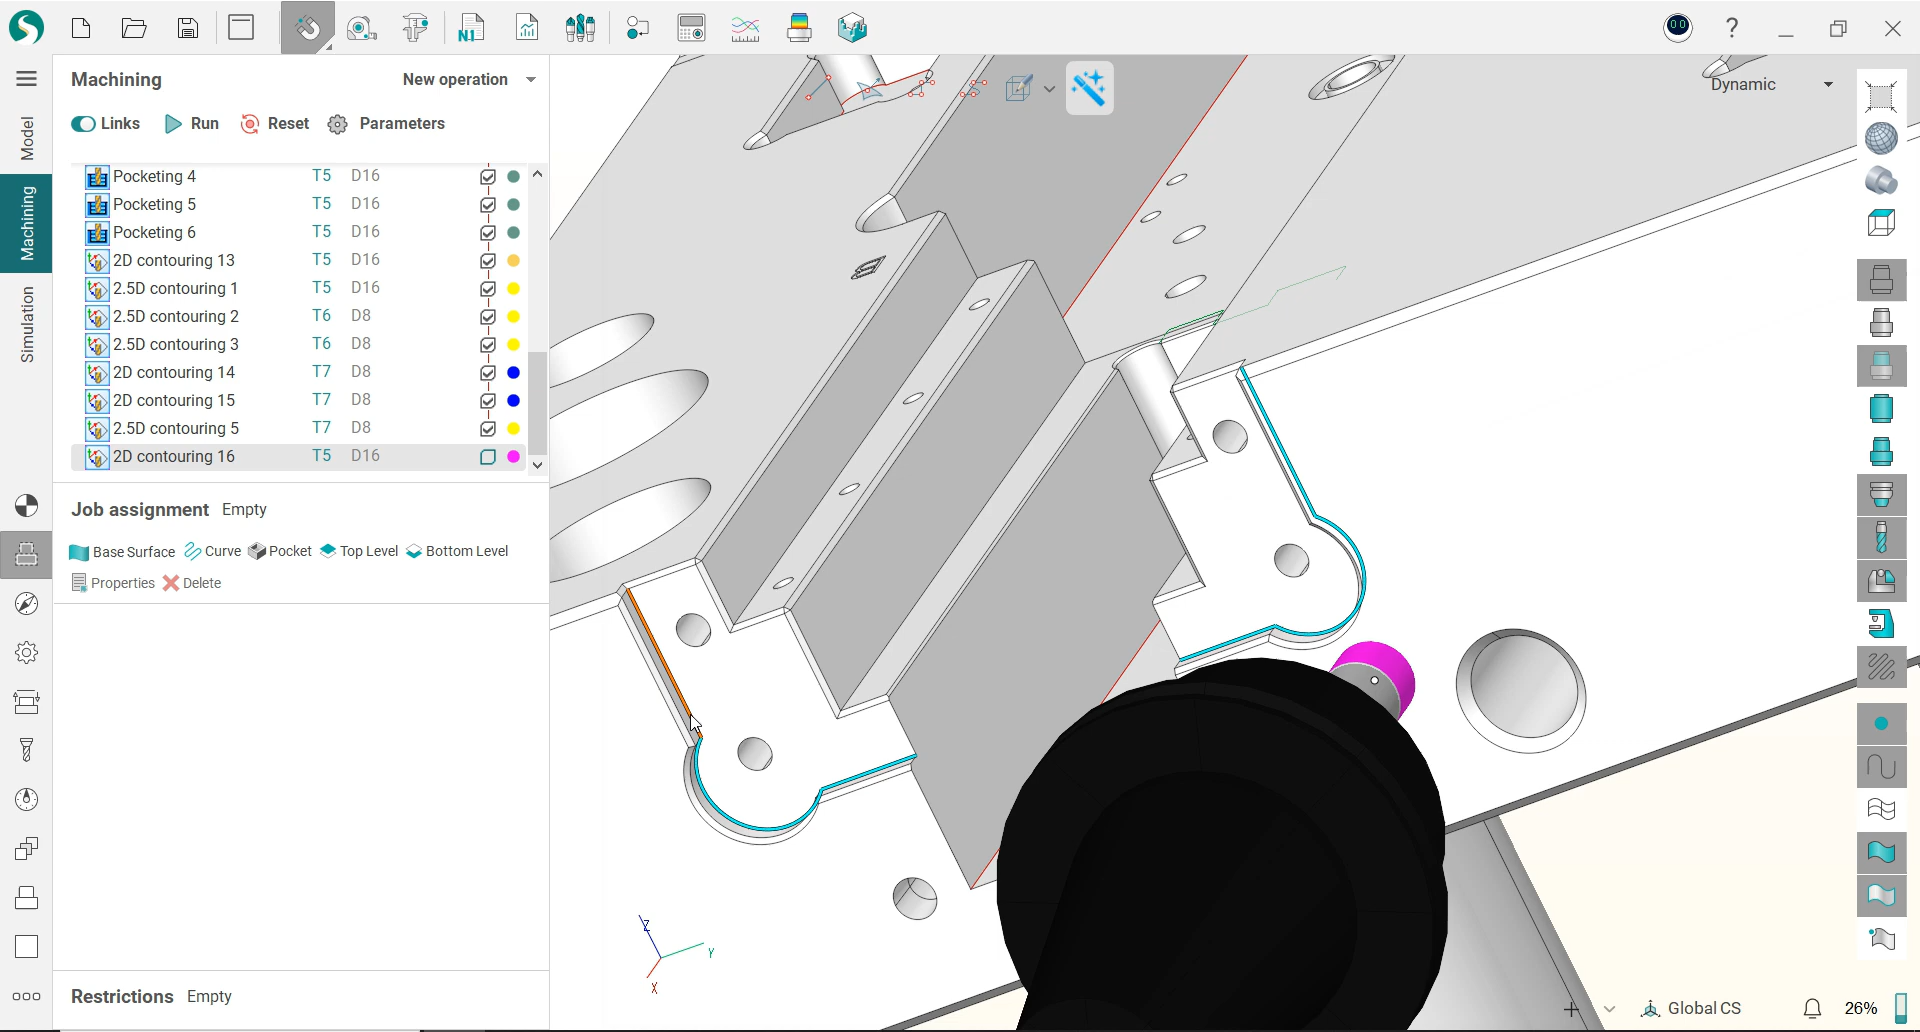 N1
?
Machining
New operation
Dynamic
Links
Run
Reset
Parameters
Model
Machining
Simulation
Pocketing 4 T5 D16
Pocketing 5 T5 D16
Pocketing 6 T5 D16
2D contouring 13 T5 D16
2.5D contouring 1 T5 D16
2.5D contouring 2 T6 D8
2.5D contouring 3 T6 D8
2D contouring 14 T7 D8
2D contouring 15 T7 D8
2.5D contouring 5 T7 D8
2D contouring 16 T5 D16
Job assignment Empty
Base Surface Curve Pocket Top Level Bottom Level
Properties Delete
Z
Y
X
Restrictions Empty
Global CS
26%